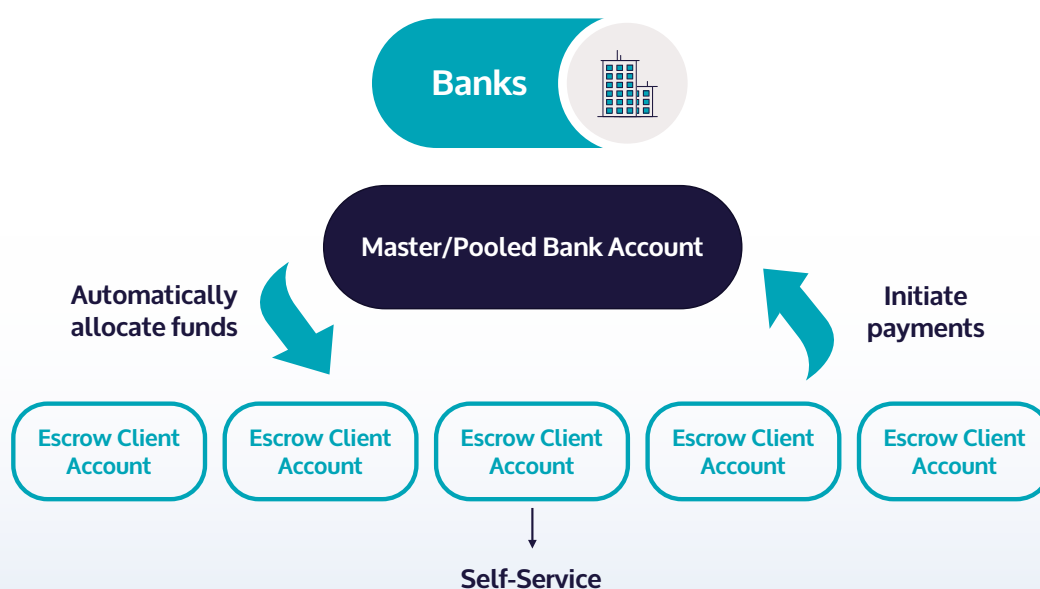 Banks
Master/Pooled Bank Account
Automatically
allocate funds
Initiate
payments
Escrow Client
Account
Escrow Client
Account
Escrow Client
Account
Escrow Client
Account
Escrow Client
Account
Self-Service